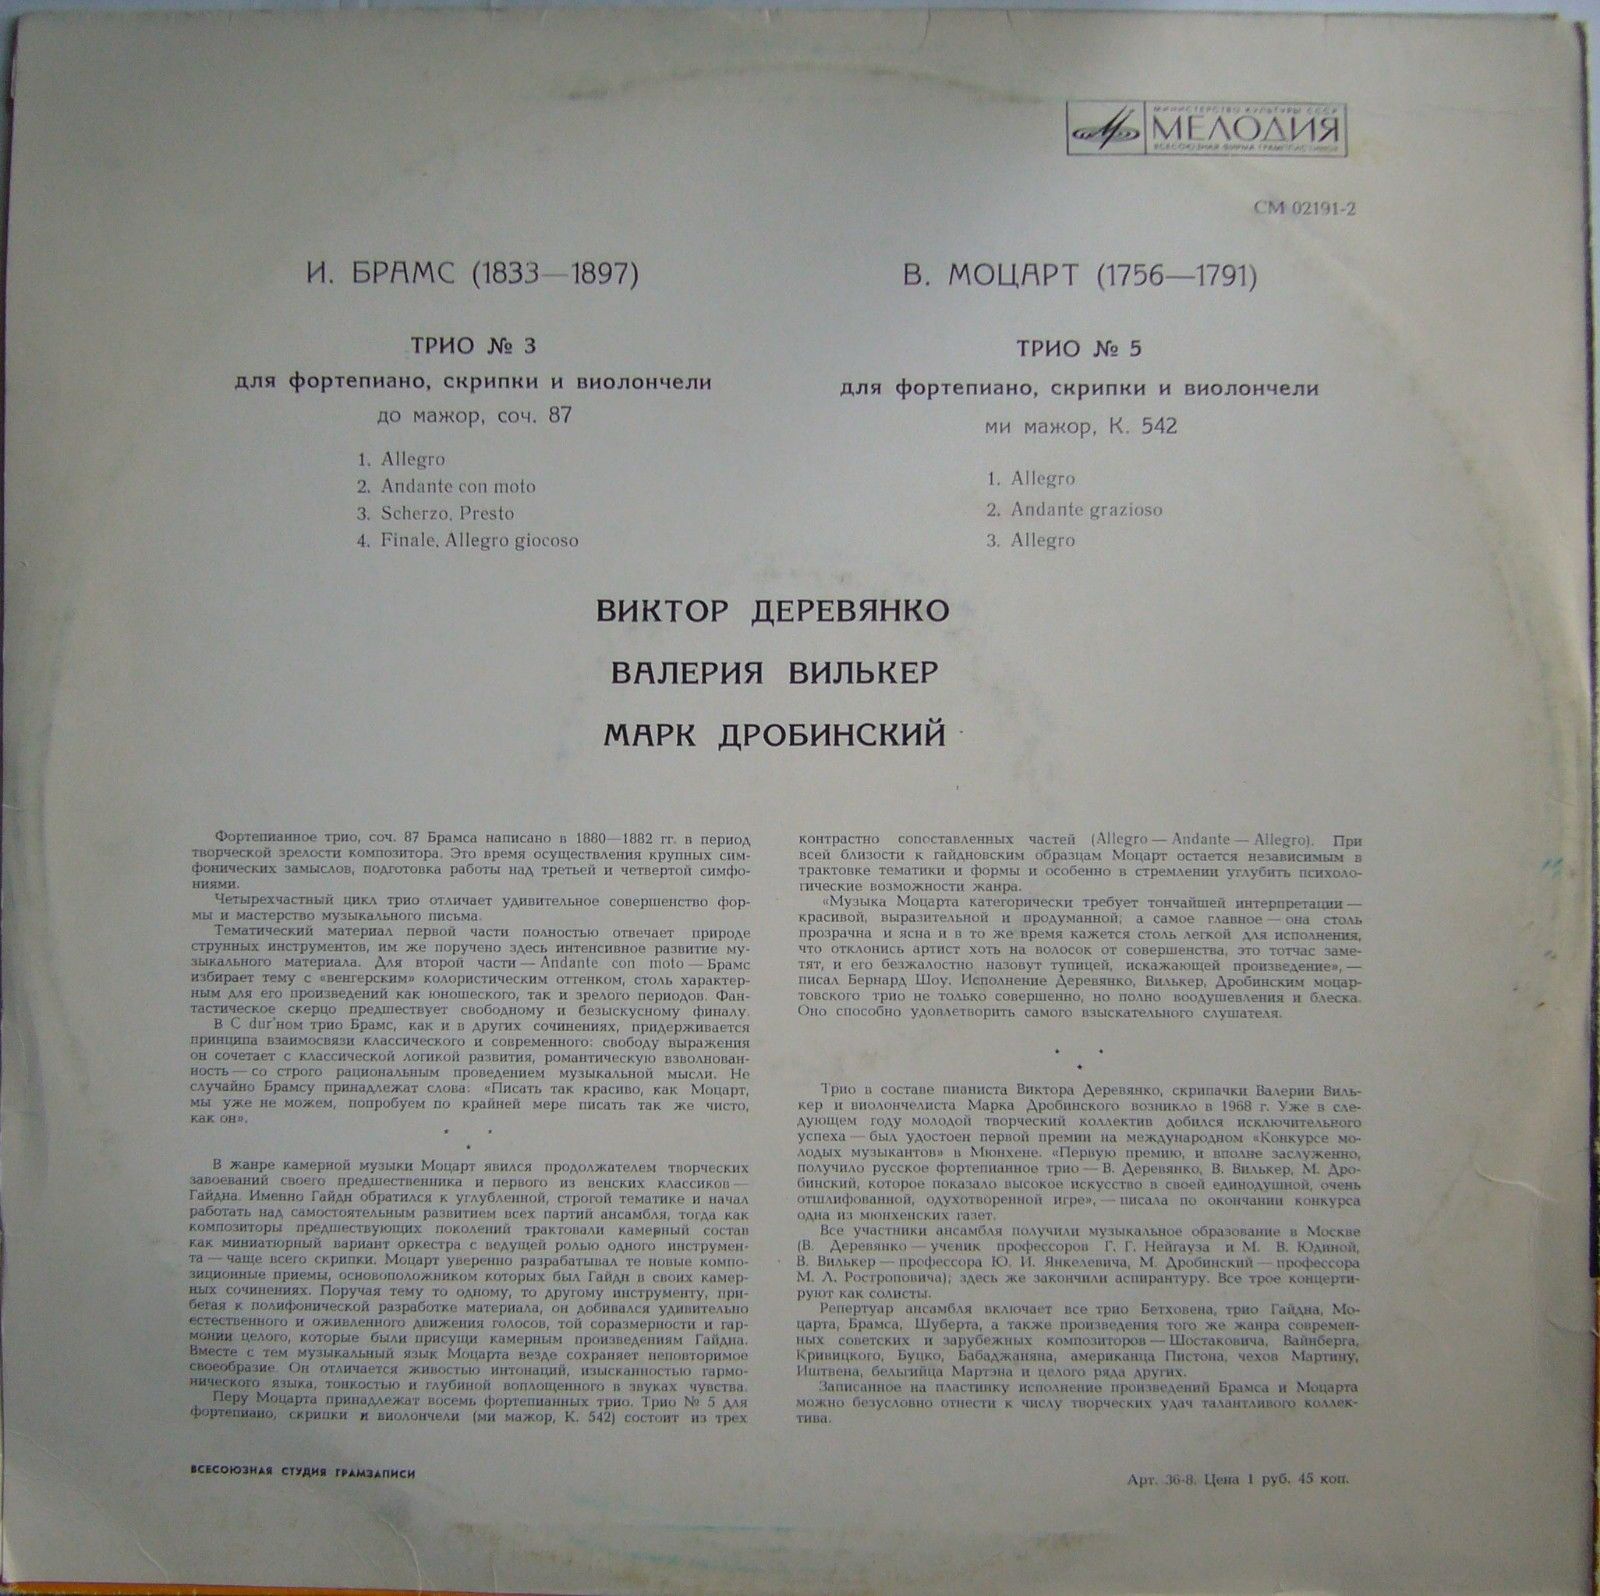 МИНИСТЕРСТВО КУЛЬТУРЫ СССР
МЕЛОДИЯ
ВСЕСОЮЗНАЯ ФИРМА ГРАМПЛАСТИНОК
СМ 02191-2
И. БРАМС (1833—1897)
ТРИО № 3
для фортепиано, скрипки и виолончели
до мажор, соч. 87
1. Allegro
2. Andante con moto
3. Scherzo, Presto
4. Finale, Allegro giocoso
В. МОЦАРТ (1756—1791)
ТРИО № 5
для фортепиано, скрипки и виолончели
ми мажор, К. 542
1. Allegro
2. Andante grazioso
3. Allegro
ВИКТОР ДЕРЕВЯНКО
ВАЛЕРИЯ ВИЛЬКЕР
МАРК ДРОБИНСКИЙ
Фортепианное трио, соч. 87 Брамса написано в 1880—1882 гг. в период
творческой зрелости композитора. Это время осуществления крупных сим-
фонических замыслов, подготовка работы над третьей и четвертой симфо-
ниями.
Четырехчастный цикл трио отличает удивительное совершенство фор-
мы и мастерство музыкального письма.
Тематический материал первой части полностью отвечает природе
струнных инструментов, им же поручено здесь интенсивное развитие му-
зыкального материала. Для второй части — Andante con moto — Брамс
избирает тему с «венгерским» колористическим оттенком, столь характер-
ным для его произведений как юношеского, так и зрелого периодов. Фан-
тастическое скерцо предшествует свободному и безыскусному финалу.
В C dur'ном трио Брамс, как и в других сочинениях, придерживается
принципа взаимосвязи классического и современного: свободу выражения
он сочетает с классической логикой развития, романтическую взволнован-
ность — со строго рациональным проведением музыкальной мысли. Не
случайно Брамсу принадлежат слова: «Писать так красиво, как Моцарт,
мы уже не можем, попробуем по крайней мере писать так же чисто,
как он».
* *
*
В жанре камерной музыки Моцарт явился продолжателем творческих
завоеваний своего предшественника и первого из венских классиков —
Гайдна. Именно Гайдн обратился к углубленной, строгой тематике и начал
работать над самостоятельным развитием всех партий ансамбля, тогда как
композиторы предшествующих поколений трактовали камерный состав
как миниатюрный вариант оркестра с ведущей ролью одного инструмен-
та — чаще всего скрипки. Моцарт уверенно разрабатывал те новые компо-
зиционные приемы, основоположником которых был Гайдн в своих камер-
ных сочинениях. Поручая тему то одному, то другому инструменту, при-
бегая к полифонической разработке материала, он добивался удивительно
естественного и оживленного движения голосов, той соразмерности и гар-
монии целого, которые были присущи камерным произведениям Гайдна.
Вместе с тем музыкальный язык Моцарта везде сохраняет неповторимое
своеобразие. Он отличается живостью интонаций, изысканностью гармо-
нического языка, тонкостью и глубиной воплощенного в звуках чувства.
Перу Моцарта принадлежат восемь фортепианных трио. Трио № 5 для
фортепиано, скрипки и виолончели (ми мажор, К. 542) состоит из трех
контрастно сопоставленных частей (Allegro — Andante — Allegro). При
всей близости к гайдновским образцам Моцарт остается независимым в
трактовке тематики и формы и особенно в стремлении углубить психоло-
гические возможности жанра.
«Музыка Моцарта категорически требует тончайшей интерпретации —
красивой, выразительной и продуманной; а самое главное — она столь
прозрачна и ясна и в то же время кажется столь легкой для исполнения,
что отклонись артист хоть на волосок от совершенства, это тотчас заме-
тят, и его безжалостно назовут тупицей, искажающей произведение», —
писал Бернард Шоу. Исполнение Деревянко, Вилькер, Дробинским моцар-
товского трио не только совершенно, но полно воодушевления и блеска.
Оно способно удовлетворить самого взыскательного слушателя.
* *
*
Трио в составе пианиста Виктора Деревянко, скрипачки Валерии Виль-
кер и виолончелиста Марка Дробинского возникло в 1968 г. Уже в сле-
дующем году молодой творческий коллектив добился исключительного
успеха — был удостоен первой премии на международном «Конкурсе мо-
лодых музыкантов» в Мюнхене. «Первую премию, и вполне заслуженно,
получило русское фортепианное трио — В. Деревянко, В. Вилькер, М. Дро-
бинский, которое показало высокое искусство в своей единодушной, очень
отшлифованной, одухотворенной игре», — писала по окончании конкурса
одна из мюнхенских газет.
Все участники ансамбля получили музыкальное образование в Москве
(В. Деревянко — ученик профессоров Г. Г. Нейгауза и М. В. Юдиной,
В. Вилькер — профессора Ю. И. Янкелевича, М. Дробинский — профессора
М. Л. Ростроповича); здесь же закончили аспирантуру. Все трое концерти-
руют как солисты.
Репертуар ансамбля включает все трио Бетховена, трио Гайдна, Мо-
царта, Брамса, Шуберта, а также произведения того же жанра современ-
ных советских и зарубежных композиторов — Шостаковича, Вайнберга,
Кривицкого, Буцко, Бабаджаняна, американца Пистона, чехов Мартину,
Иштвена, бельгийца Мартэна и целого ряда других.
Записанное на пластинку исполнение произведений Брамса и Моцарта
можно безусловно отнести к числу творческих удач талантливого коллек-
тива.
ВСЕСОЮЗНАЯ СТУДИЯ ГРАМЗАПИСИ
Арт. 36-8. Цена 1 руб. 45 коп.